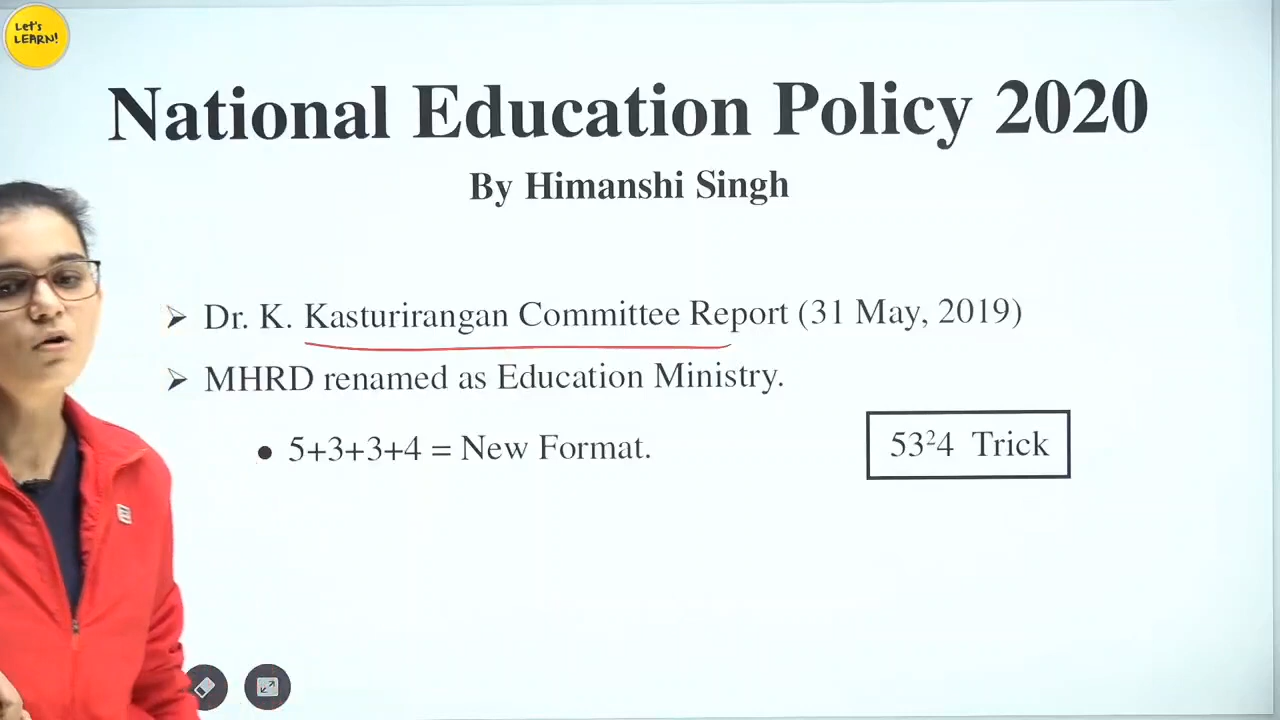 Let's
LEARN!
National Education Policy 2020
By Himanshi Singh
➢ Dr. K. Kasturirangan Committee Report (31 May, 2019)
➢ MHRD renamed as Education Ministry.
• 5+3+3+4 = New Format.
53²4 Trick